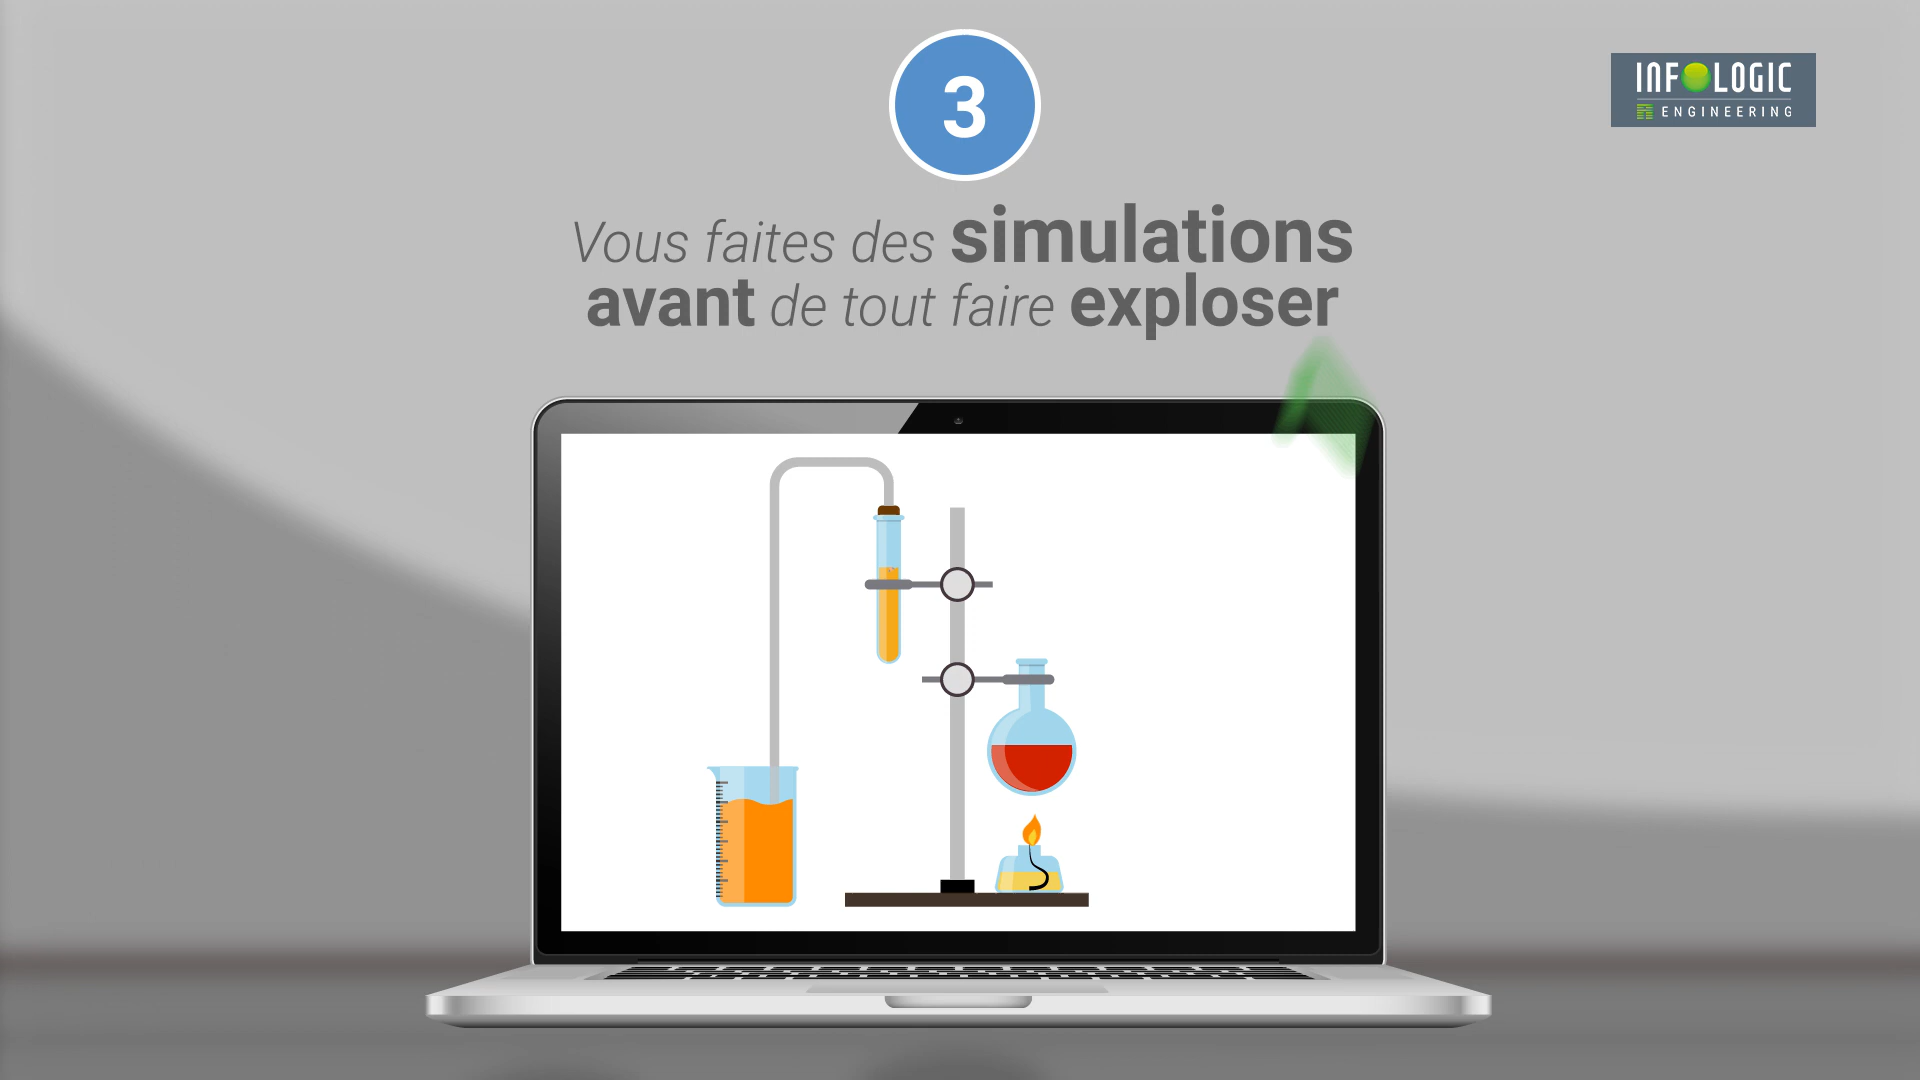 3
INFOLOGIC
ENGINEERING
Vous faites des simulations
avant de tout faire exploser